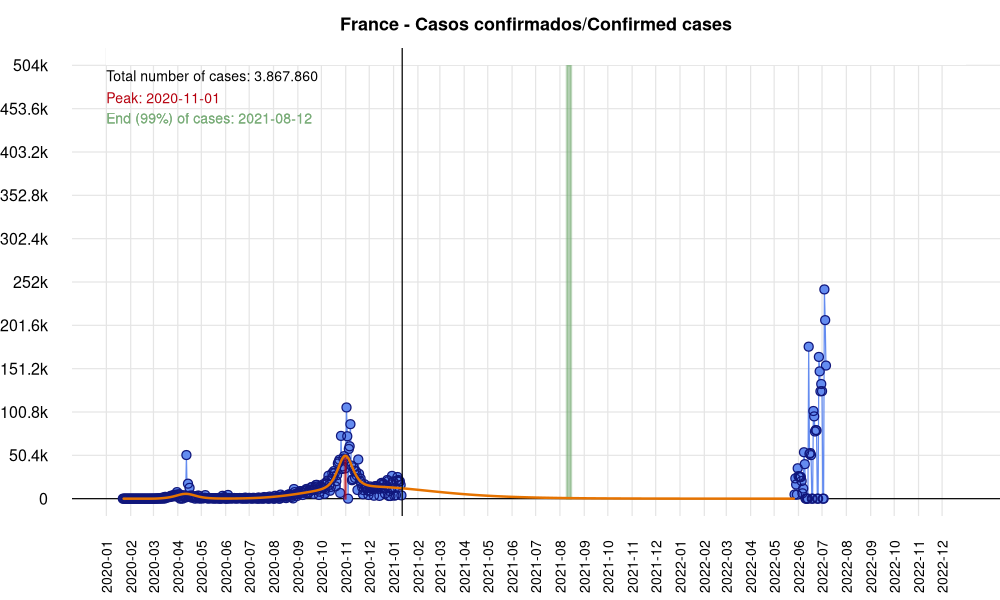 France - Casos confirmados/Confirmed cases
504k
Total number of cases: 3.867.860
Peak: 2020-11-01
453.6k
End (99%) of cases: 2021-08-12
403.2k
352.8k
302.4k
252k
201.6k
151.2k
100.8k
50.4k
0
2020-01
2020-02
2020-03
2020-04
2020-05
2020-06
2020-07
2020-08
2020-09
2020-10
2020-11
2020-12
2021-01
2021-02
2021-03
2021-04
2021-05
2021-06
2021-07
2021-08
2021-09
2021-10
2021-11
2021-12
2022-01
2022-02
2022-03
2022-04
2022-05
2022-06
2022-07
2022-08
2022-09
2022-10
2022-11
2022-12